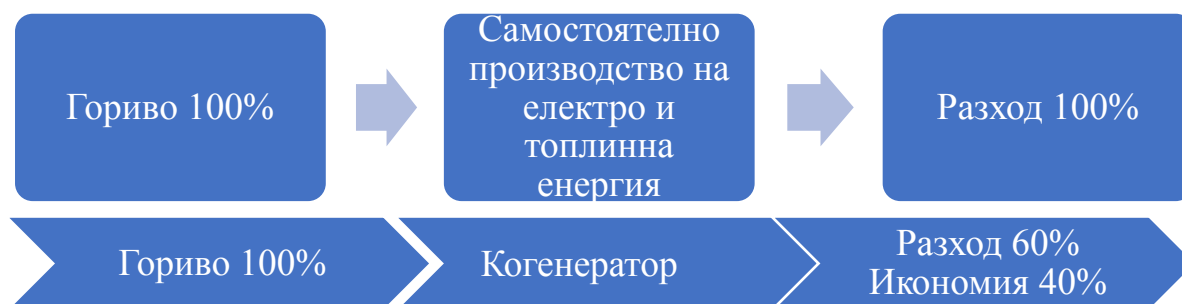 Гориво 100%
Самостоятелно
производство на
електро и
топлинна
енергия
Разход 100%
Гориво 100%
Когенератор
Разход 60%
Икономия 40%